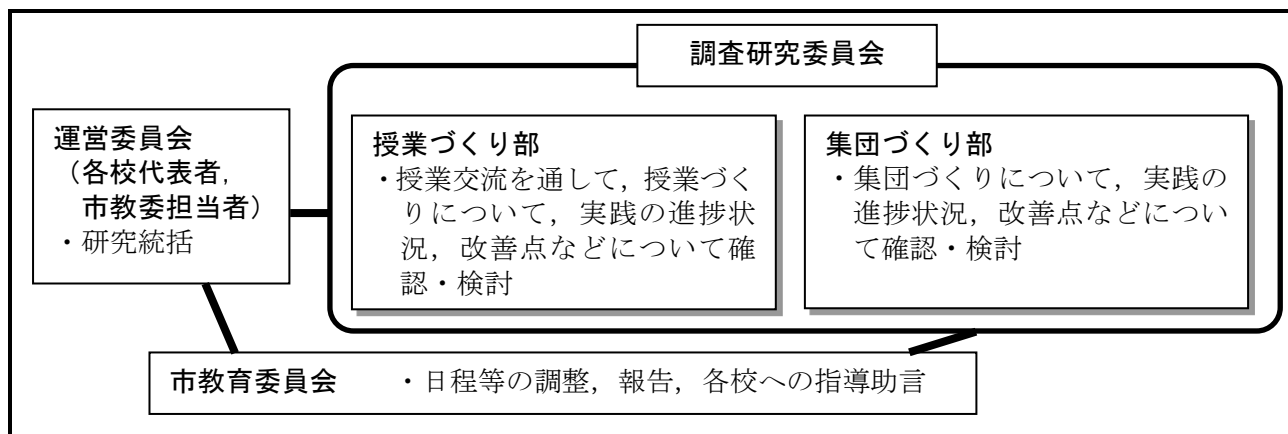 調査研究委員会
運営委員会
（各校代表者，
市教委担当者）
・研究統括
授業づくり部
・授業交流を通して，授業づく
りについて，実践の進捗状
況，改善点などについて確
認・検討
集団づくり部
・集団づくりについて，実践の
進捗状況，改善点などについ
て確認・検討
市教育委員会　・日程等の調整，報告，各校への指導助言